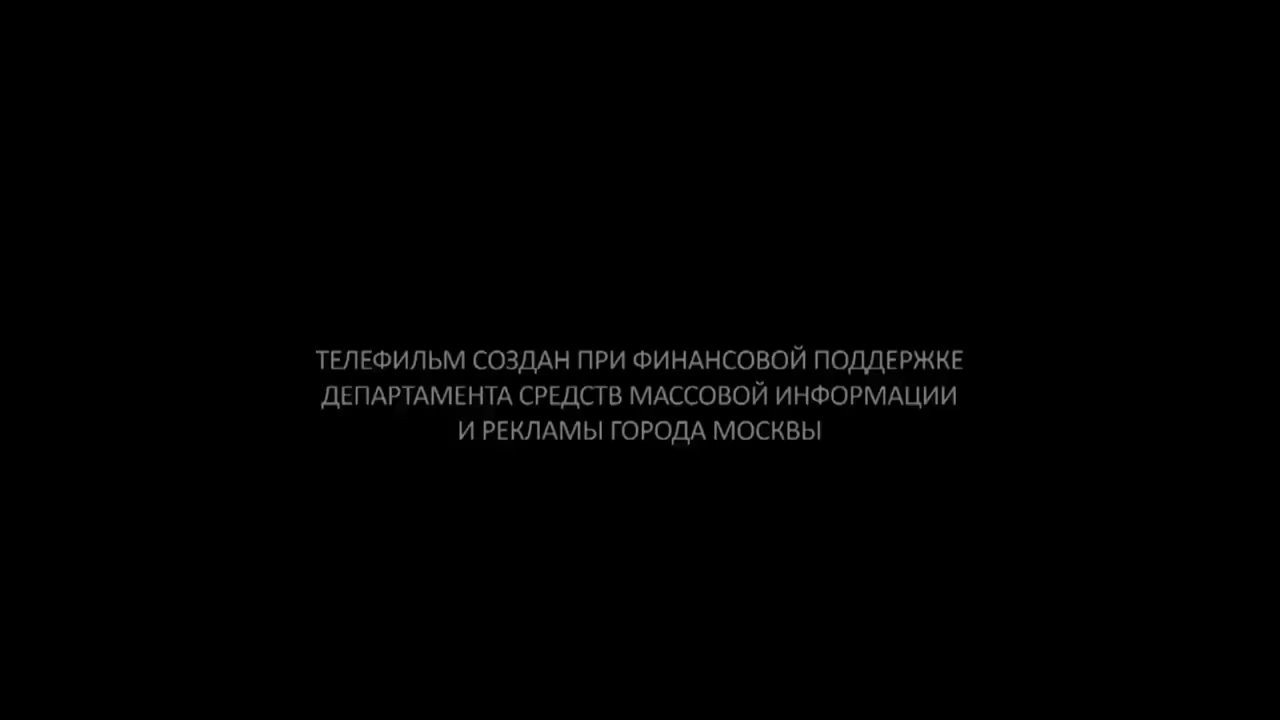 ТЕЛЕФИЛЬМ СОЗДАН ПРИ ФИНАНСОВОЙ ПОДДЕРЖКЕ
ДЕПАРТАМЕНТА СРЕДСТВ МАССОВОЙ ИНФОРМАЦИИ
И РЕКЛАМЫ ГОРОДА МОСКВЫ